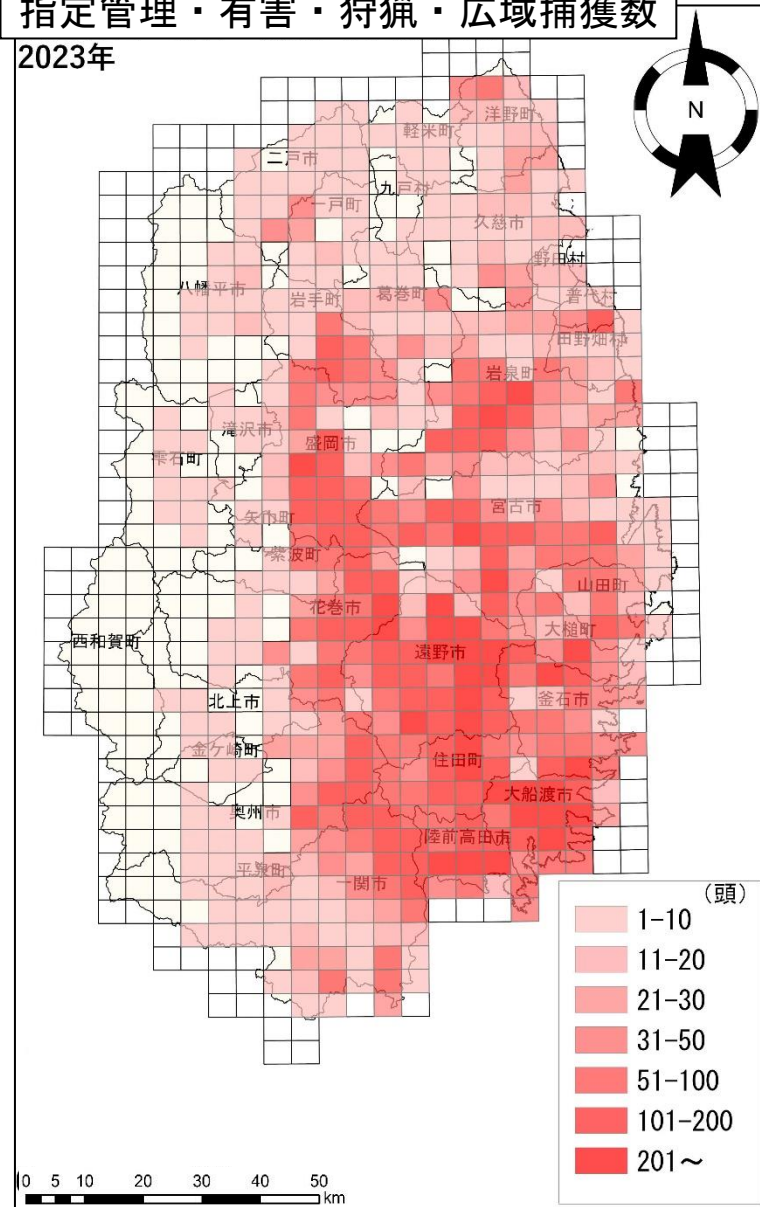 指定管理・有害・狩猟・広域捕獲数
2023年
N
洋野町
軽米町
二戸市
九戸村
一戸町
久慈市
野田村
八幡平市
岩手町
葛巻町
普代村
田野畑村
岩泉町
滝沢市
盛岡市
雫石町
宮古市
矢巾町
紫波町
山田町
花巻市
大槌町
西和賀町
遠野市
北上市
釜石市
金ケ崎町
住田町
大船渡市
奥州市
陸前高田市
平泉町
一関市
（頭）
1-10
11-20
21-30
31-50
51-100
101-200
201～
0 5 10 20 30 40 50
km